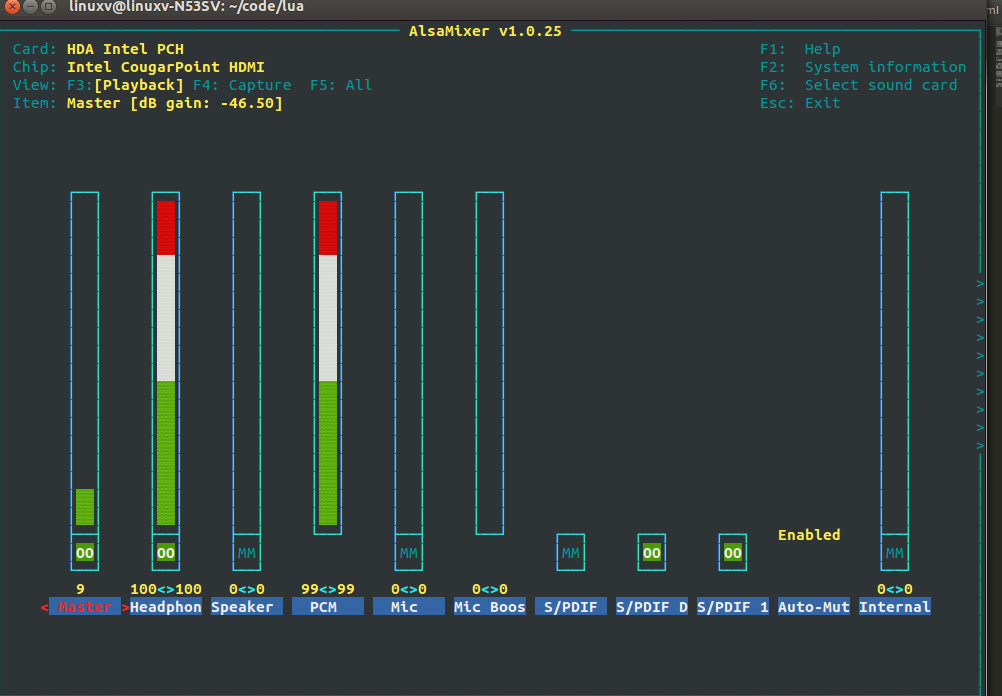 linuxv@linuxv-N53SV: ~/code/lua
AlsaMixer v1.0.25
Card: HDA Intel PCH F1: Help
Chip: Intel CougarPoint HDMI F2: System information
View: F3:[Playback] F4: Capture F5: All F6: Select sound card
Item: Master [dB gain: -46.50] Esc: Exit
>
>
>
>
>
>
>
>
>
>
Enabled
OO OO MM MM MM OO OO MM
9 100<>100 0<>0 99<>99 0<>0 0<>0 0<>0
< Master >Headphon Speaker PCM Mic Mic Boos S/PDIF S/PDIF D S/PDIF 1 Auto-Mut Internal